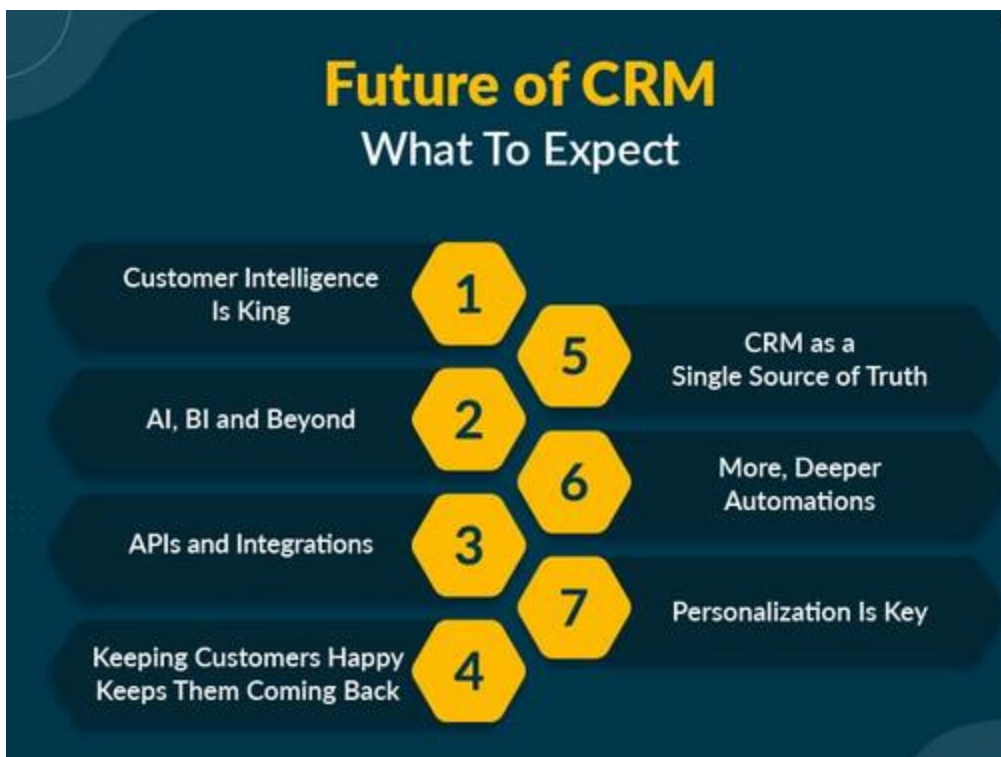 Future of CRM
What To Expect
1
Customer Intelligence
Is King
2
AI, BI and Beyond
3
APIs and Integrations
4
Keeping Customers Happy
Keeps Them Coming Back
5
CRM as a
Single Source of Truth
6
More, Deeper
Automations
7
Personalization Is Key